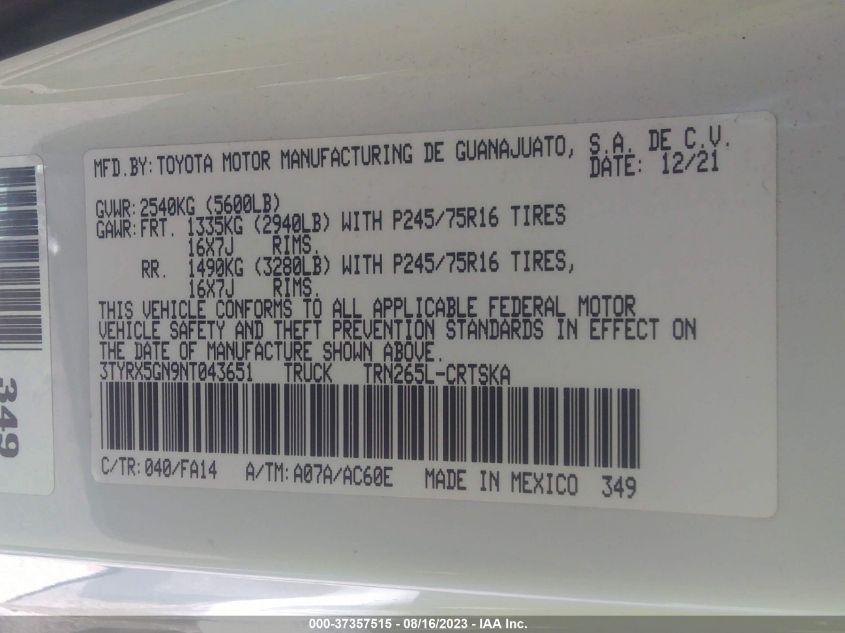 MFD.BY:TOYOTA MOTOR MANUFACTURING DE GUANAJUATO, S.A. DE C.V.
DATE: 12/21
GVWR:2540KG (5600LB)
GAWR:FRT. 1335KG (2940LB) WITH P245/75R16 TIRES
16X7J RIMS.
RR. 1490KG (3280LB) WITH P245/75R16 TIRES,
16X7J RIMS.
THIS VEHICLE CONFORMS TO ALL APPLICABLE FEDERAL MOTOR
VEHICLE SAFETY AND THEFT PREVENTION STANDARDS IN EFFECT ON
THE DATE OF MANUFACTURE SHOWN ABOVE.
3TYRX5GN9NT043651 TRUCK TRN265L-CRTSKA
C/TR:040/FA14 A/TM:A07A/AC60E MADE IN MEXICO 349
349
000-37357515 - 08/16/2023 - IAA Inc.